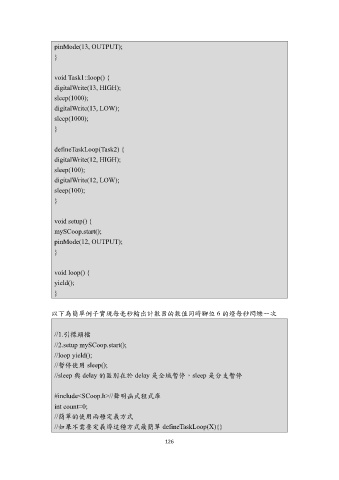 pinMode(13, OUTPUT);
}
void Task1::loop() {
digitalWrite(13, HIGH);
sleep(1000);
digitalWrite(13, LOW);
sleep(1000);
}
defineTaskLoop(Task2) {
digitalWrite(12, HIGH);
sleep(100);
digitalWrite(12, LOW);
sleep(100);
}
void setup() {
mySCoop.start();
pinMode(12, OUTPUT);
}
void loop() {
yield();
}
以下為簡單例子實現每毫秒輸出計數器的數值同時腳位 6 的燈每秒閃爍一次
//1.引標頭檔
//2.setup mySCoop.start();
//loop yield();
//暫停使用 sleep();
//sleep 與 delay 的區別在於 delay 是全域暫停，sleep 是分支暫停
#include<SCoop.h>//聲明函式程式庫
int count=0;
//簡單的使用兩種定義方式
//如果不需要定義將這種方式最簡單 defineTaskLoop(X){}
126